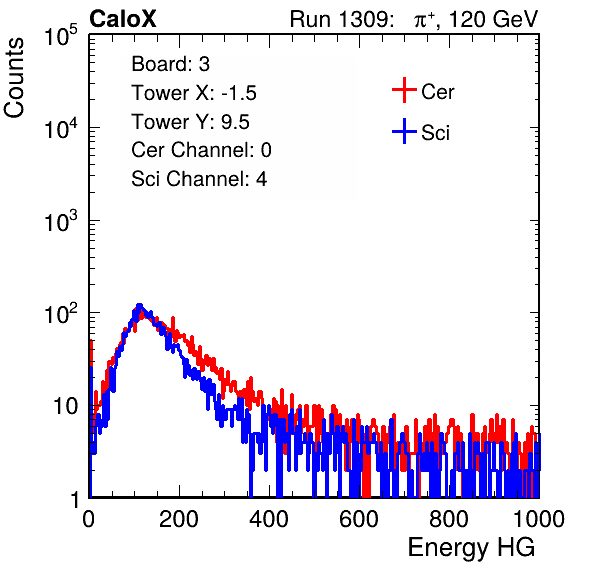 CaloX Run 1309: π⁺, 120 GeV
Board: 3
Tower X: -1.5
Tower Y: 9.5
Cer Channel: 0
Sci Channel: 4
Cer
Sci
Counts
10⁵
10⁴
10³
10²
10
1
0 200 400 600 800 1000
Energy HG